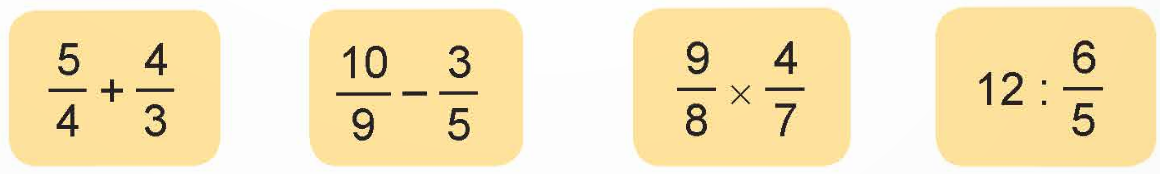 5/4 + 4/3
10/9 − 3/5
9/8 × 4/7
12 : 6/5